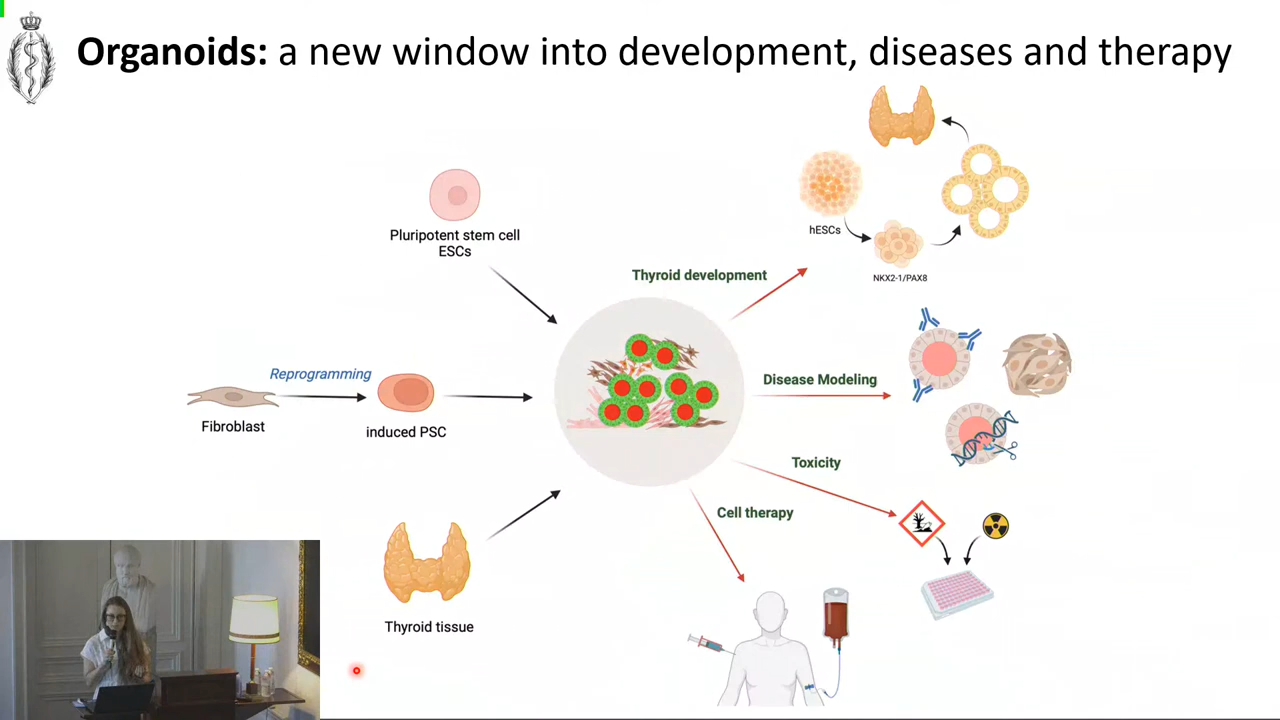 Organoids: a new window into development, diseases and therapy
Pluripotent stem cell
ESCs
Reprogramming
Fibroblast
induced PSC
Thyroid tissue
Thyroid development
hESCs
NKX2-1/PAX8
Disease Modeling
Toxicity
Cell therapy